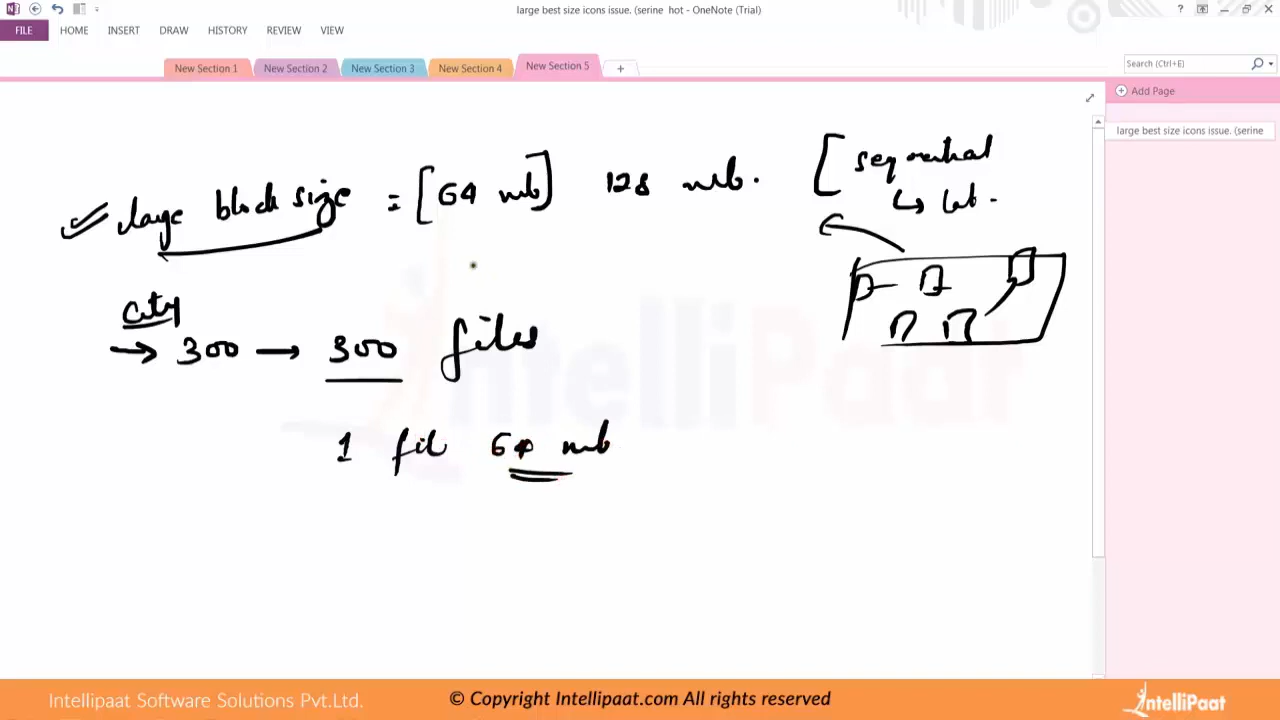 large best size icons issue. (serine hot - OneNote (Trial)
FILE HOME INSERT DRAW HISTORY REVIEW VIEW
New Section 1 New Section 2 New Section 3 New Section 4 New Section 5
Search (Ctrl+E)
Add Page
large best size icons issue. (serine
large block size = [64 mb] 128 mb.
[ sequential
city
→ 300 → 300 files
1 fil 64 mb
IntelliPaat
Intellipaat Software Solutions Pvt.Ltd.
© Copyright Intellipaat.com All rights reserved
IntelliPaat